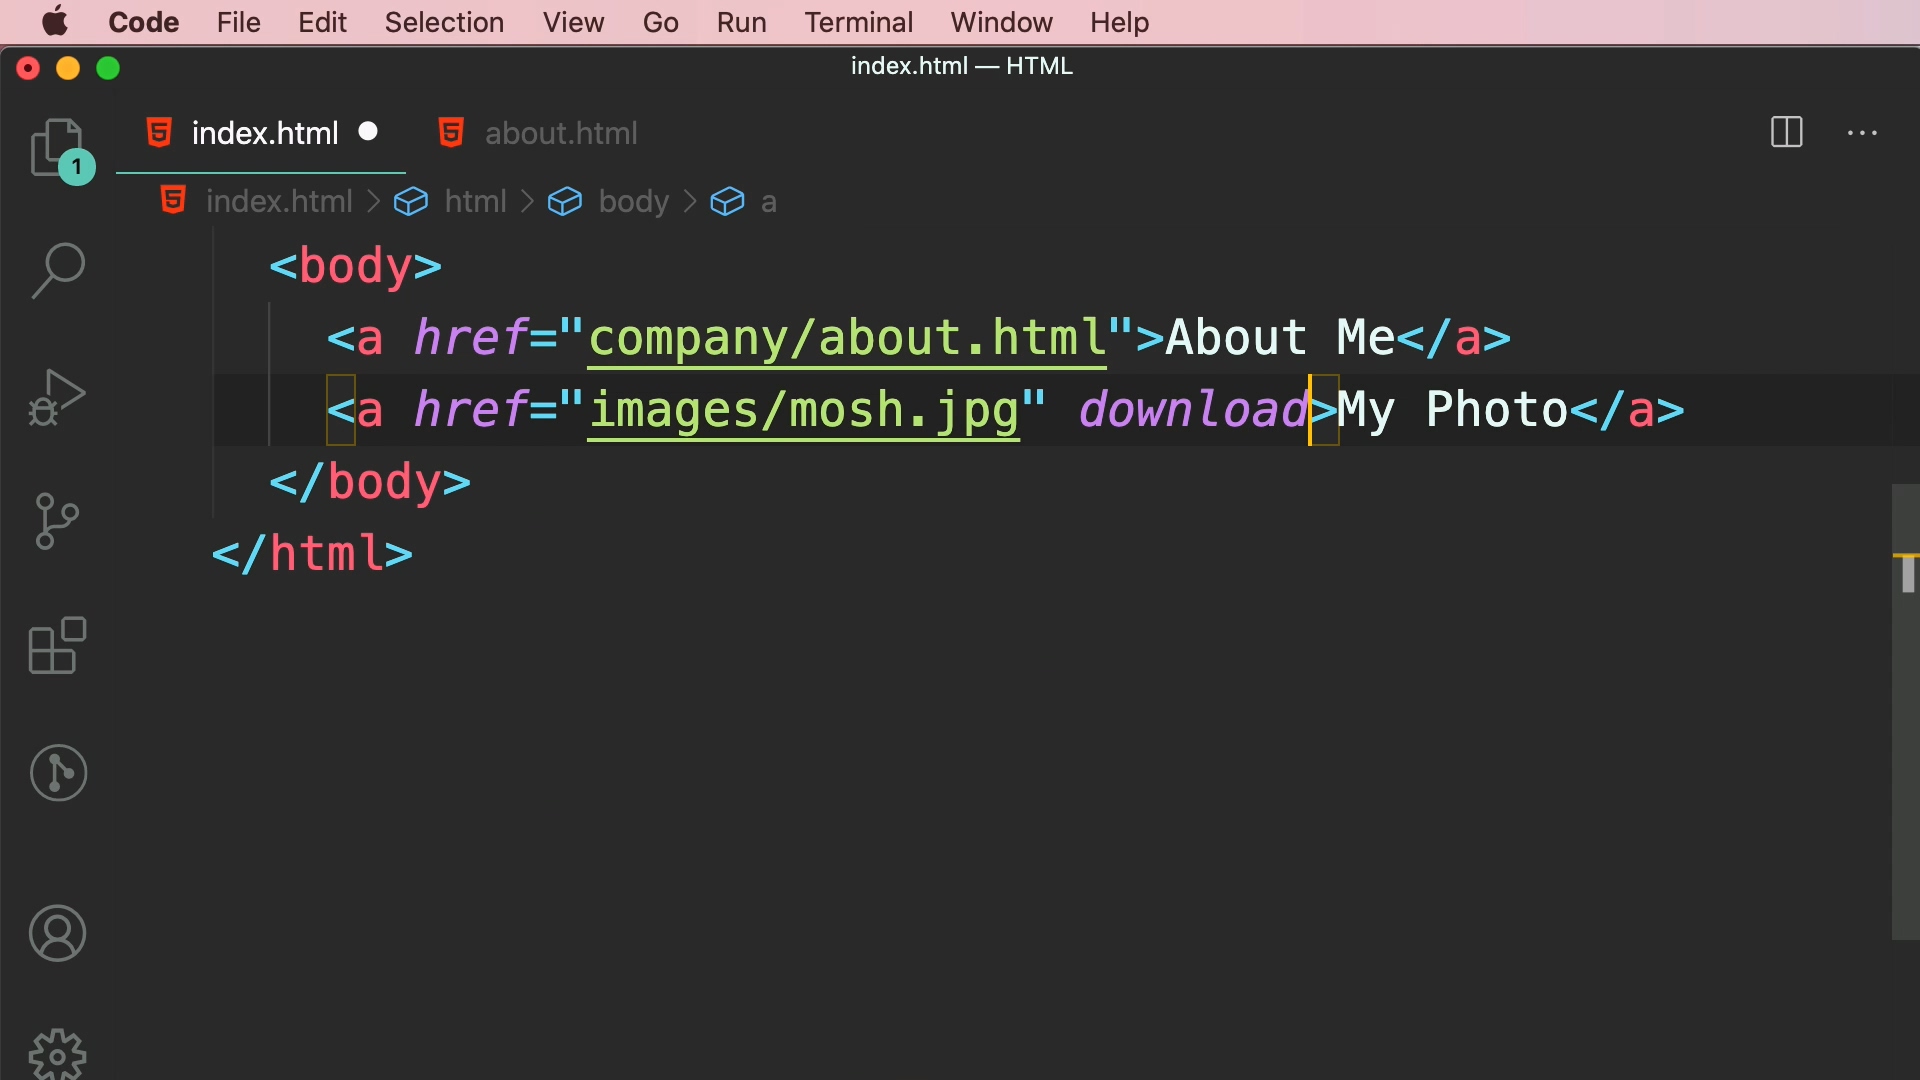 Code File Edit Selection View Go Run Terminal Window Help
index.html — HTML
index.html about.html
1
index.html > html > body > a
<body>
<a href="company/about.html">About Me</a>
<a href="images/mosh.jpg" download>My Photo</a>
</body>
</html>